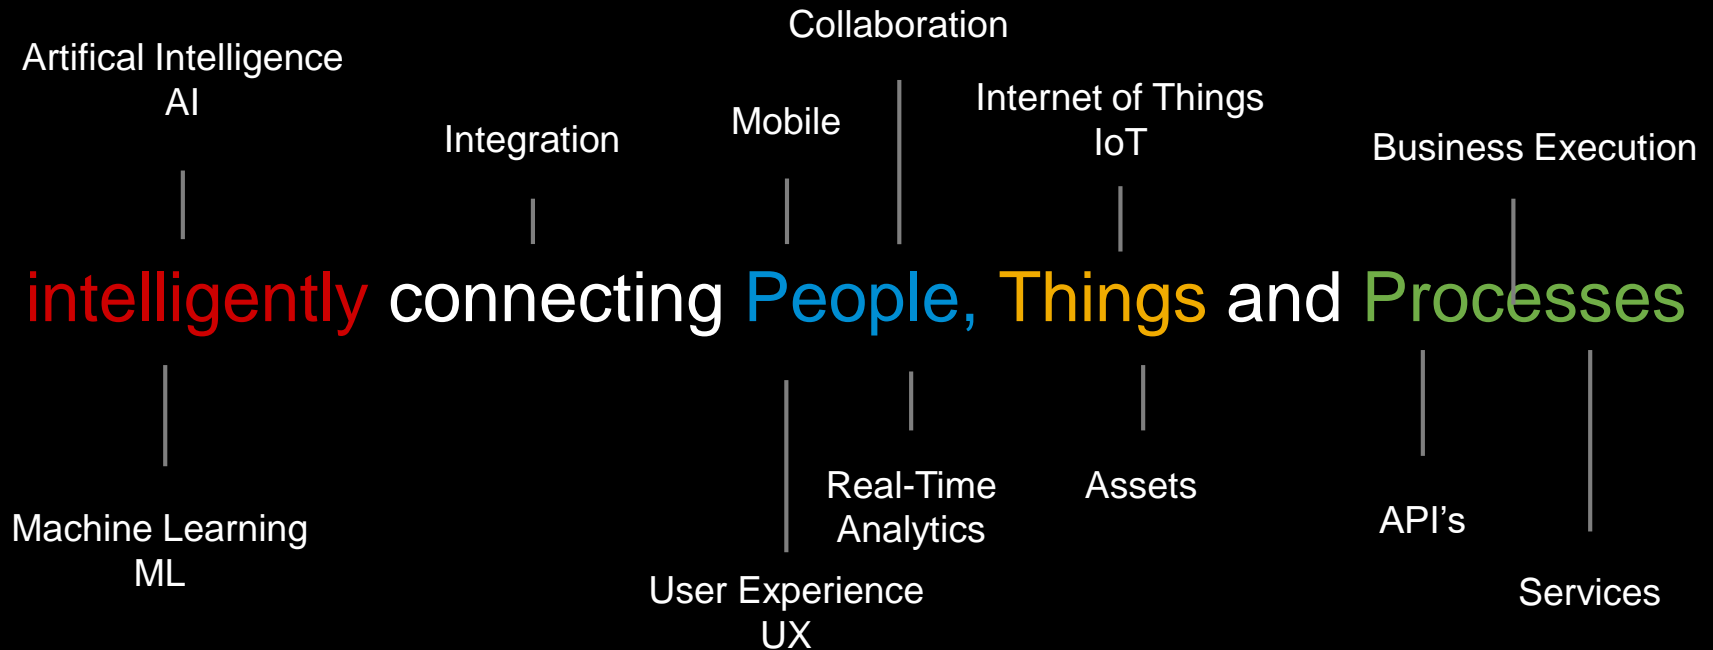 Collaboration
Artifical Intelligence
AI
Integration
Mobile
Internet of Things
IoT
Business Execution
intelligently connecting People, Things and Processes
Machine Learning
ML
User Experience
UX
Real-Time
Analytics
Assets
API’s
Services